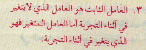 ٣. العامل الثابت هو العامل الذي لا يتغير
في أثناء التجربة أما العامل المتغير فهو
الذي يتغير في أثناء التجربة.